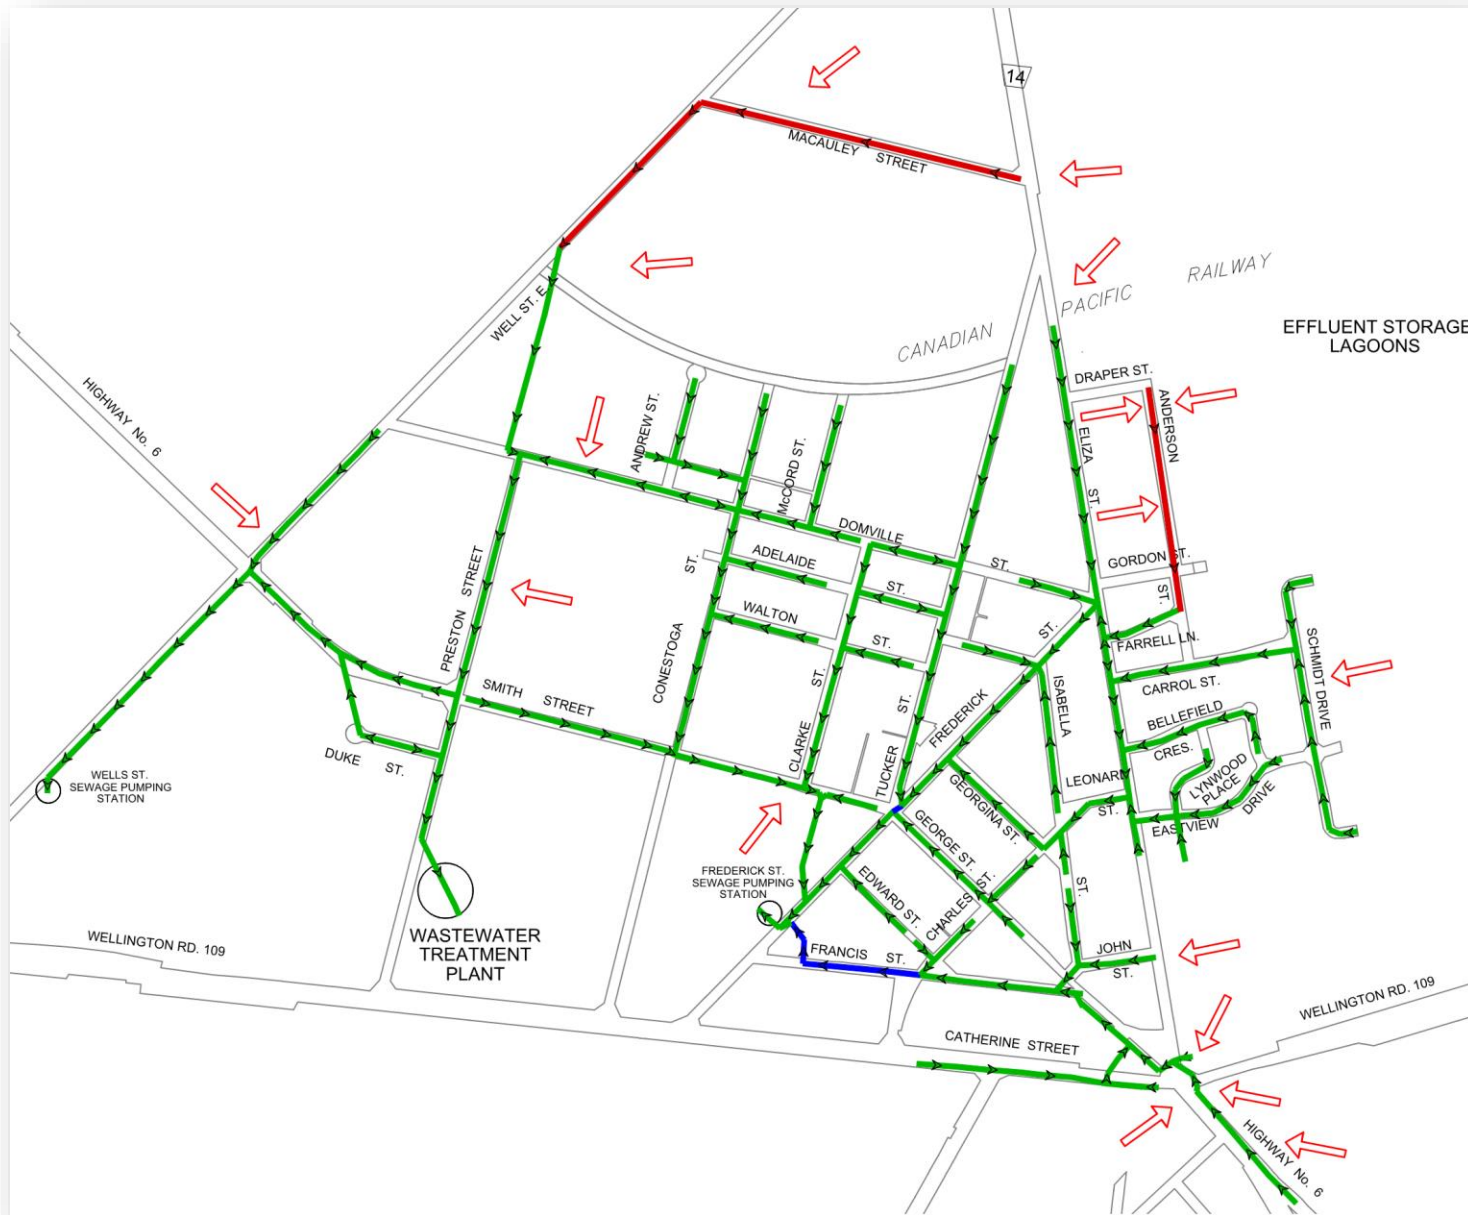 14
MACAULEY STREET
RAILWAY
PACIFIC
CANADIAN
EFFLUENT STORAGE
LAGOONS
WELL ST. E.
DRAPER ST.
ANDERSON
ST.
HIGHWAY No. 6
ANDREW ST.
McCORD ST.
ELIZA
ST.
DOMVILLE
ST.
ADELAIDE
ST.
GORDON ST.
PRESTON STREET
WALTON
ST.
CONESTOGA
ST.
FARRELL LN.
CARROL ST.
SCHMIDT DRIVE
SMITH STREET
CLARKE
ST.
TUCKER
ST.
FREDERICK
ST.
ISABELLA
ST.
BELLEFIELD
CRES.
LYNWOOD
PLACE
LEONARD
ST.
EASTVIEW DRIVE
DUKE ST.
WELLS ST.
SEWAGE PUMPING
STATION
GEORGINA ST.
GEORGE ST.
EDWARD ST.
CHARLES ST.
FREDERICK ST.
SEWAGE PUMPING
STATION
WASTEWATER
TREATMENT
PLANT
WELLINGTON RD. 109
FRANCIS ST.
JOHN
ST.
WELLINGTON RD. 109
CATHERINE STREET
HIGHWAY No. 6